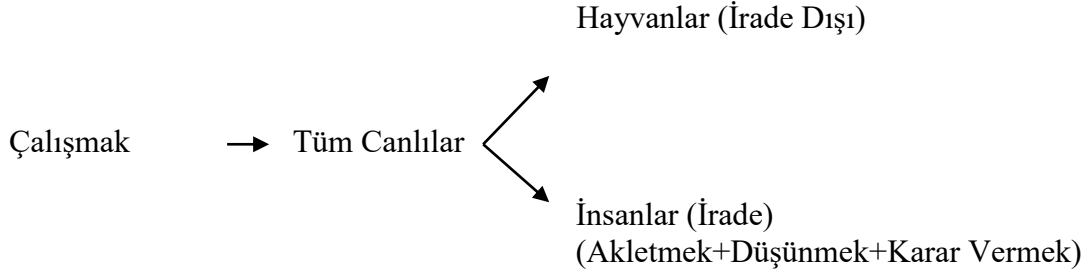 Hayvanlar (İrade Dışı)
Çalışmak
Tüm Canlılar
İnsanlar (İrade)
(Akletmek+Düşünmek+Karar Vermek)